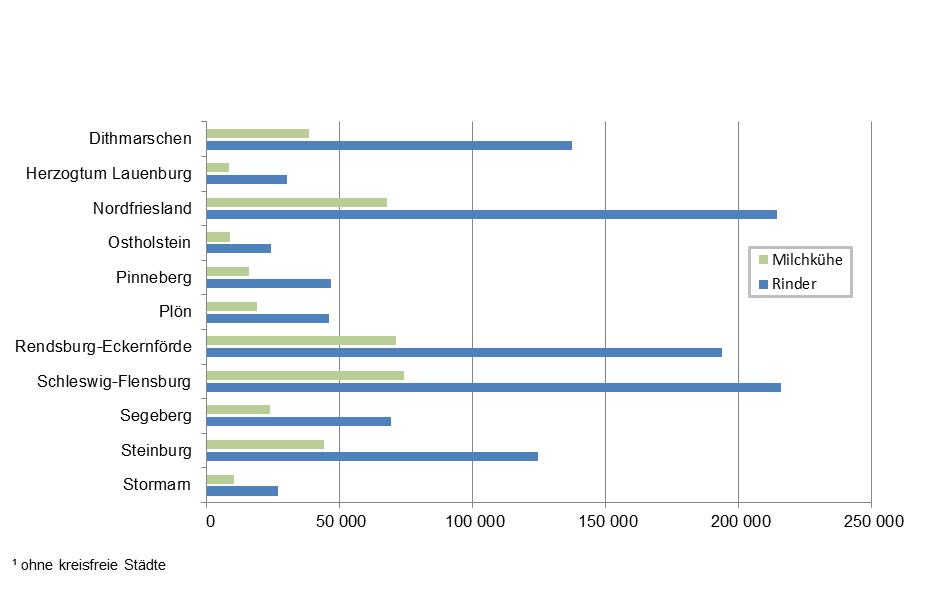 Dithmarschen
Herzogtum Lauenburg
Nordfriesland
Ostholstein
Pinneberg
Plön
Rendsburg-Eckernförde
Schleswig-Flensburg
Segeberg
Steinburg
Stormarn
Milchkühe
Rinder
0 50 000 100 000 150 000 200 000 250 000
¹ ohne kreisfreie Städte